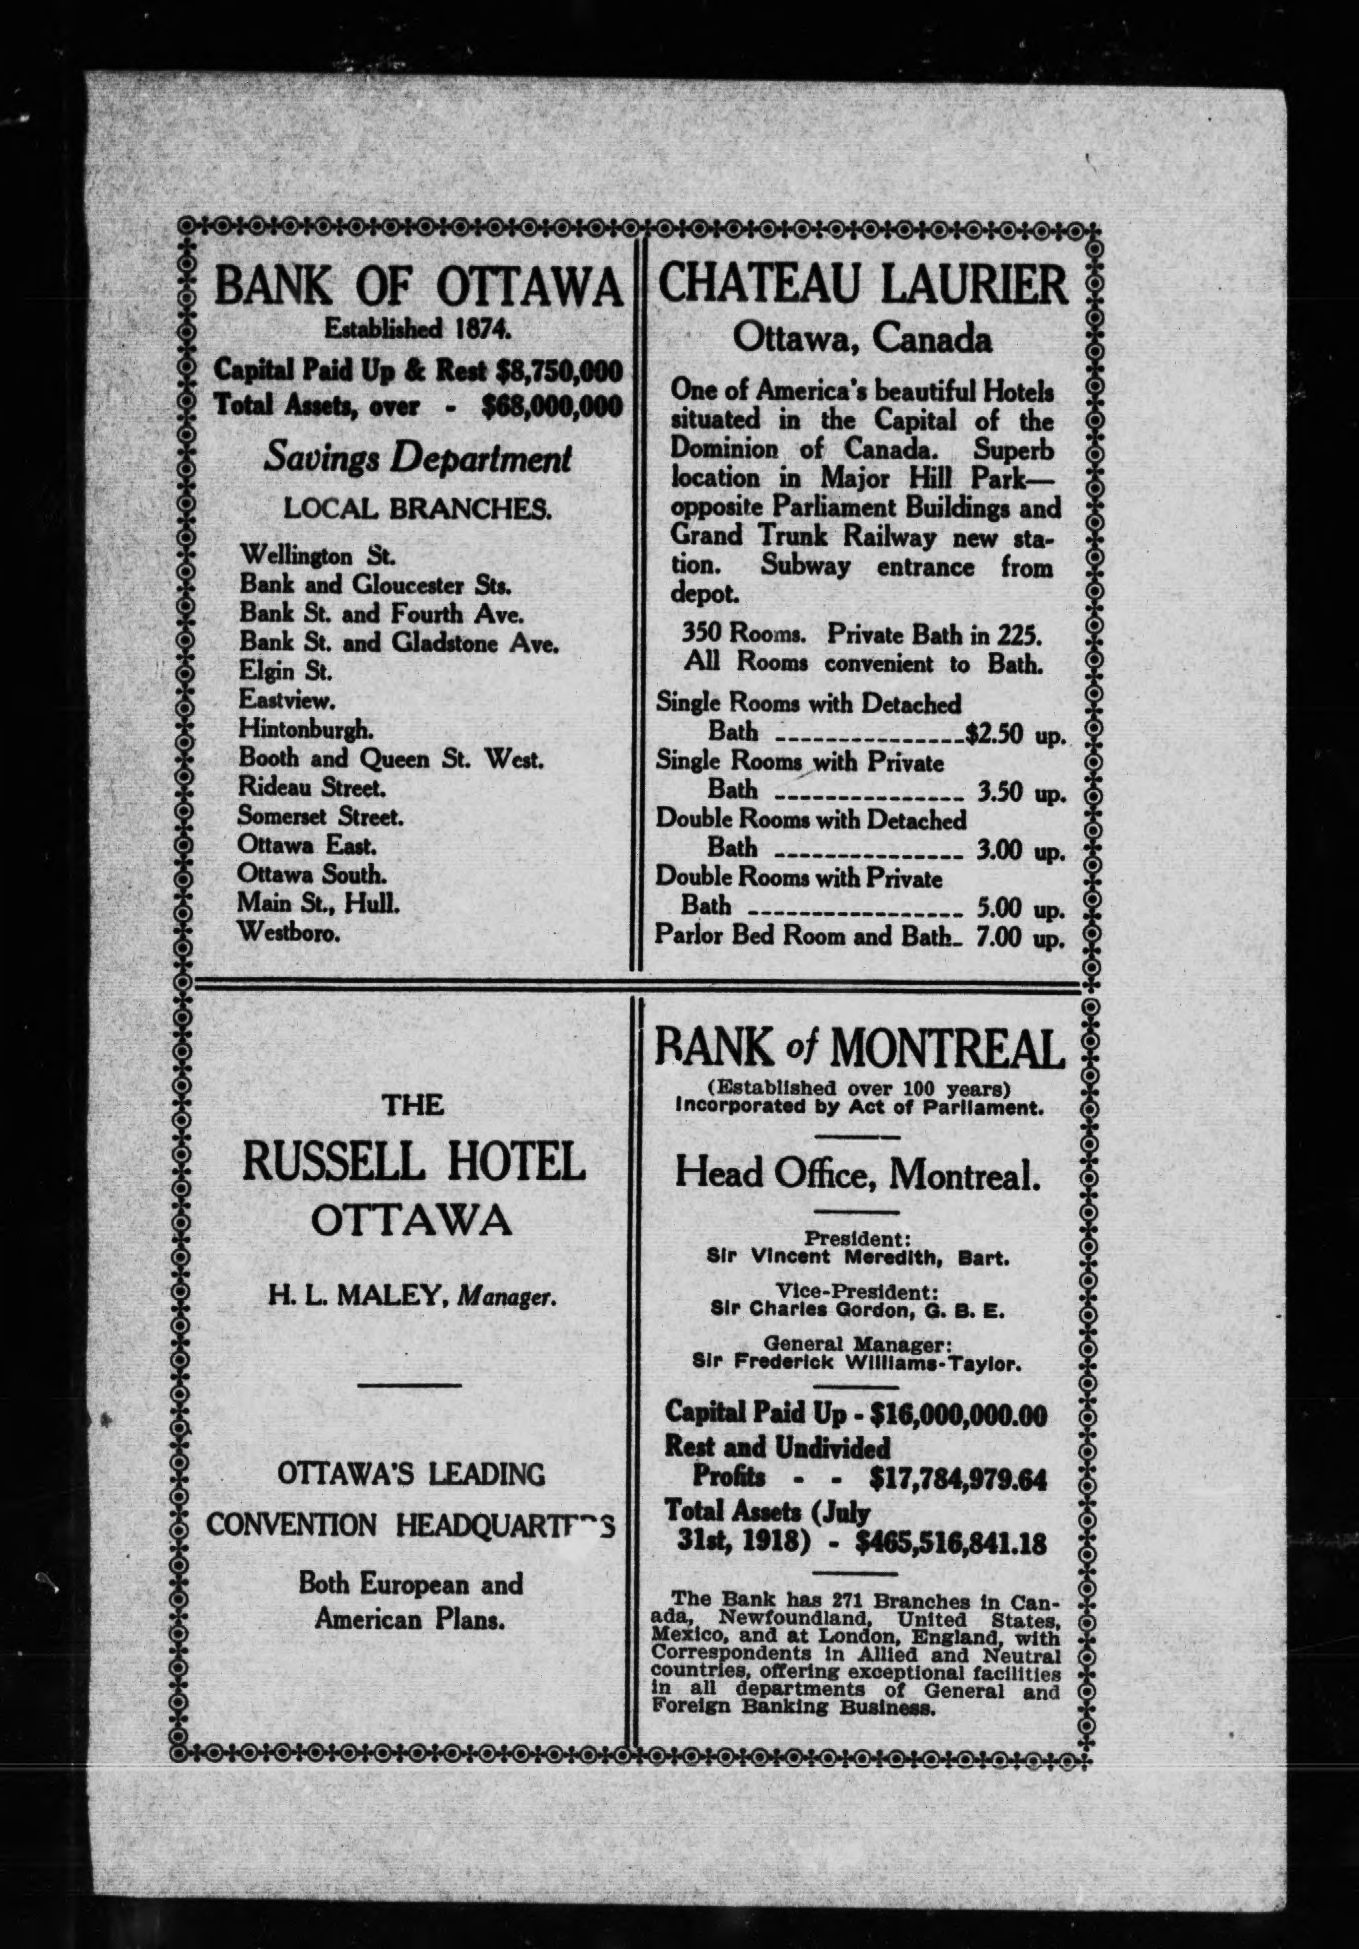 BANK OF OTTAWA
Established 1874.
Capital Paid Up & Rest $8,750,000
Total Assets, over - $68,000,000
Savings Department
LOCAL BRANCHES.
Wellington St.
Bank and Gloucester Sts.
Bank St. and Fourth Ave.
Bank St. and Gladstone Ave.
Elgin St.
Eastview.
Hintonburgh.
Booth and Queen St. West.
Rideau Street.
Somerset Street.
Ottawa East.
Ottawa South.
Main St., Hull.
Westboro.
CHATEAU LAURIER
Ottawa, Canada
One of America's beautiful Hotels
situated in the Capital of the
Dominion of Canada. Superb
location in Major Hill Park—
opposite Parliament Buildings and
Grand Trunk Railway new sta-
tion. Subway entrance from
depot.
350 Rooms. Private Bath in 225.
All Rooms convenient to Bath.
Single Rooms with Detached
Bath ---------------$2.50 up.
Single Rooms with Private
Bath --------------- 3.50 up.
Double Rooms with Detached
Bath --------------- 3.00 up.
Double Rooms with Private
Bath ----------------- 5.00 up.
Parlor Bed Room and Bath- 7.00 up.
THE
RUSSELL HOTEL
OTTAWA
H. L. MALEY, Manager.
OTTAWA'S LEADING
CONVENTION HEADQUARTERS
Both European and
American Plans.
BANK of MONTREAL
(Established over 100 years)
Incorporated by Act of Parliament.
Head Office, Montreal.
President:
Sir Vincent Meredith, Bart.
Vice-President:
Sir Charles Gordon, G. B. E.
General Manager:
Sir Frederick Williams-Taylor.
Capital Paid Up - $16,000,000.00
Rest and Undivided
Profits - - $17,784,979.64
Total Assets (July
31st, 1918) - $465,516,841.18
The Bank has 271 Branches in Can-
ada, Newfoundland, United States,
Mexico, and at London, England, with
Correspondents in Allied and Neutral
countries, offering exceptional facilities
in all departments of General and
Foreign Banking Business.